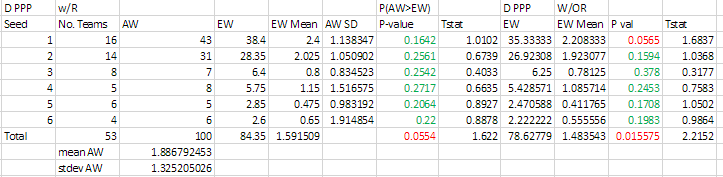 D PPP w/R P(AW>EW) D PPP W/OR
Seed No. Teams AW EW EW Mean AW SD P-value Tstat EW EW Mean P val Tstat
1 16 43 38.4 2.4 1.138347 0.1642 1.0102 35.33333 2.208333 0.0565 1.6837
2 14 31 28.35 2.025 1.050902 0.2561 0.6739 26.92308 1.923077 0.1594 1.0368
3 8 7 6.4 0.8 0.834523 0.2542 0.4033 6.25 0.78125 0.378 0.3177
4 5 8 5.75 1.15 1.516575 0.2717 0.6635 5.428571 1.085714 0.2453 0.7583
5 6 5 2.85 0.475 0.983192 0.2064 0.8927 2.470588 0.411765 0.1708 1.0502
6 4 6 2.6 0.65 1.914854 0.22 0.8878 2.222222 0.555556 0.1983 0.9864
Total 53 100 84.35 1.591509 0.0554 1.622 78.62779 1.483543 0.015575 2.2152
mean AW 1.886792453
stdev AW 1.325205026